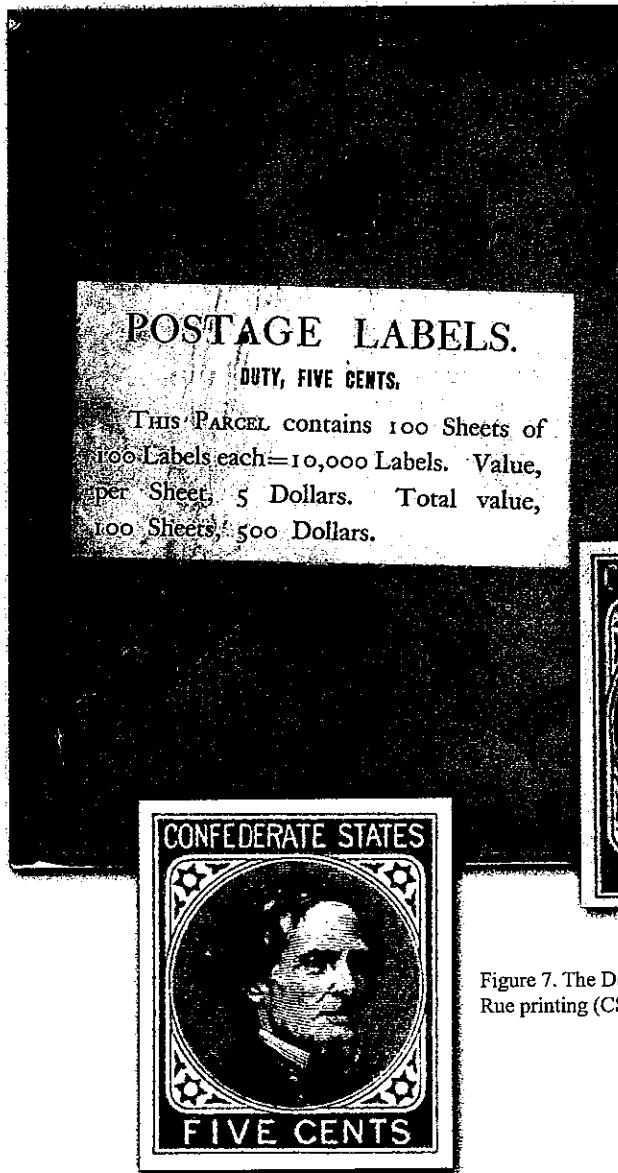 POSTAGE LABELS.
DUTY, FIVE CENTS.
THIS PARCEL contains 100 Sheets of
100 Labels each=10,000 Labels. Value,
per Sheet, 5 Dollars. Total value,
100 Sheets, 500 Dollars.
CONFEDERATE STATES
FIVE CENTS
Figure 7. The D
Rue printing (CS